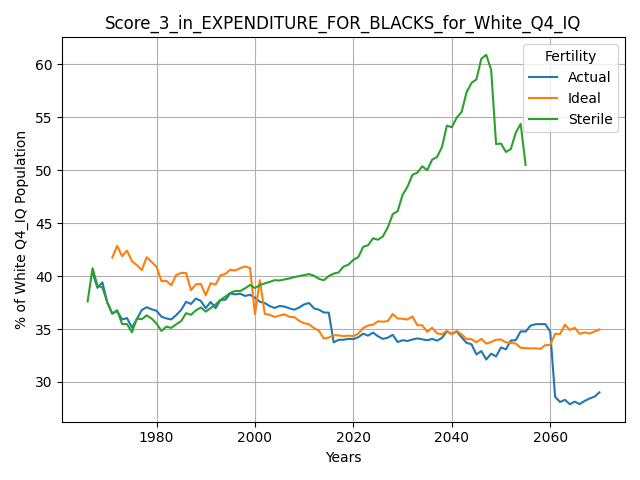 Score_3_in_EXPENDITURE_FOR_BLACKS_for_White_Q4_IQ
Fertility
Actual
Ideal
Sterile
% of White Q4_IQ Population
60
55
50
45
40
35
30
1980
2000
2020
2040
2060
Years